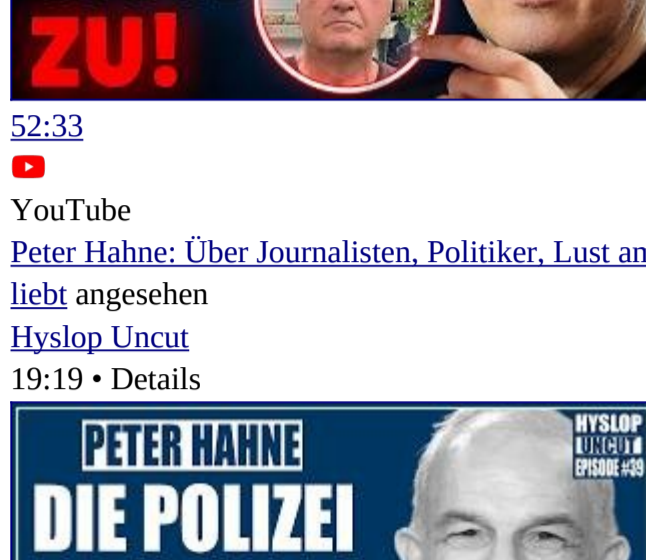 ZU!
52:33
YouTube
Peter Hahne: Über Journalisten, Politiker, Lust an
liebt angesehen
Hyslop Uncut
19:19 • Details
PETER HAHNE
HYSLOP
UNCUT
EPISODE #39
DIE POLIZEI